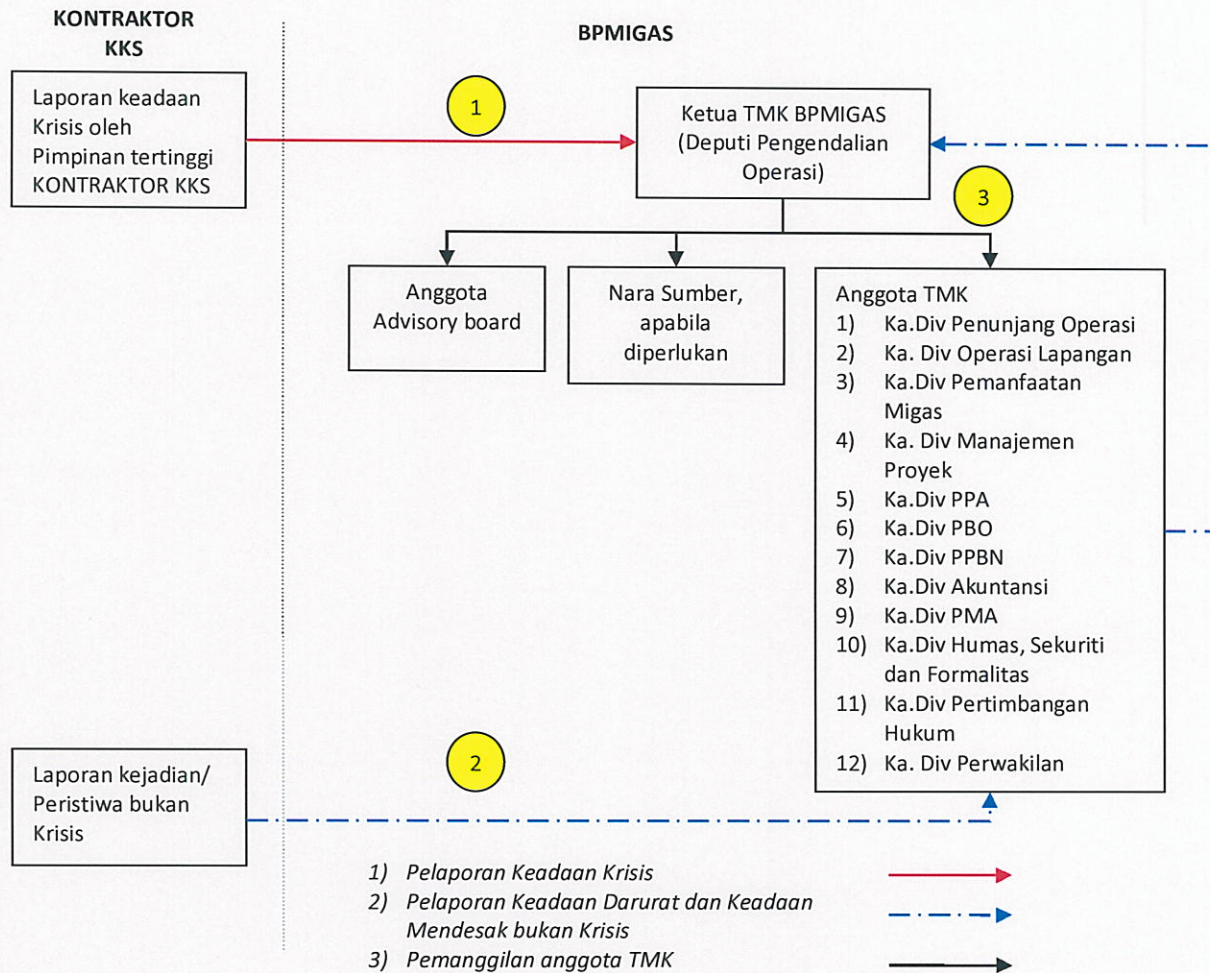 KONTRAKTOR
KKS
BPMIGAS
Laporan keadaan
Krisis oleh
Pimpinan tertinggi
KONTRAKTOR KKS
1
Ketua TMK BPMIGAS
(Deputi Pengendalian
Operasi)
3
Anggota
Advisory board
Nara Sumber,
apabila
diperlukan
Anggota TMK
1) Ka.Div Penunjang Operasi
2) Ka. Div Operasi Lapangan
3) Ka.Div Pemanfaatan
Migas
4) Ka. Div Manajemen
Proyek
5) Ka.Div PPA
6) Ka.Div PBO
7) Ka.Div PPBN
8) Ka.Div Akuntansi
9) Ka.Div PMA
10) Ka.Div Humas, Sekuriti
dan Formalitas
11) Ka.Div Pertimbangan
Hukum
12) Ka. Div Perwakilan
Laporan kejadian/
Peristiwa bukan
Krisis
2
1) Pelaporan Keadaan Krisis
2) Pelaporan Keadaan Darurat dan Keadaan
Mendesak bukan Krisis
3) Pemanggilan anggota TMK